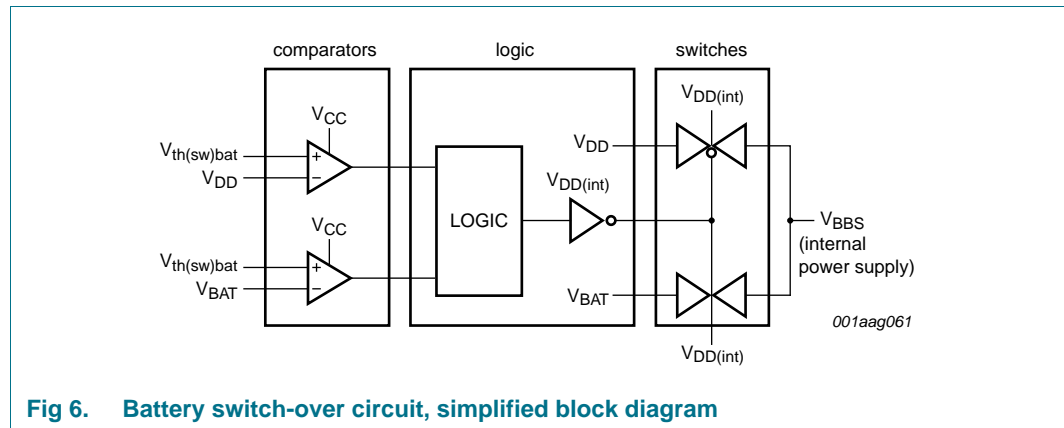 comparators
logic
switches
VCC
VDD(int)
Vth(sw)bat
+
VDD
−
VDD
VDD(int)
LOGIC
VCC
VBBS
(internal
power supply)
Vth(sw)bat
+
VBAT
−
VBAT
001aag061
VDD(int)
Fig 6. Battery switch-over circuit, simplified block diagram